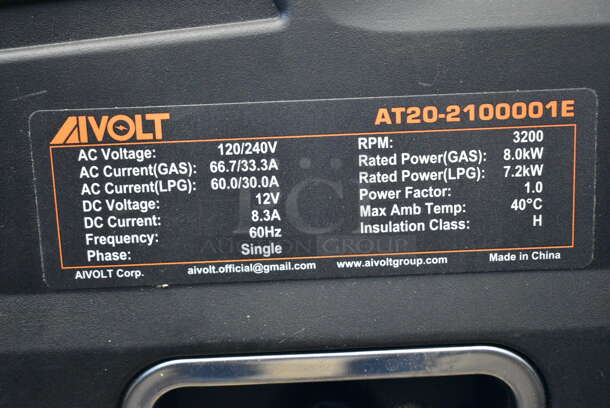 AIVOLT
AT20-2100001E
AC Voltage: 120/240V
AC Current(GAS): 66.7/33.3A
AC Current(LPG): 60.0/30.0A
DC Voltage: 12V
DC Current: 8.3A
Frequency: 60Hz
Phase: Single
RPM: 3200
Rated Power(GAS): 8.0kW
Rated Power(LPG): 7.2kW
Power Factor: 1.0
Max Amb Temp: 40°C
Insulation Class: H
AIVOLT Corp. aivolt.official@gmail.com www.aivoltgroup.com Made in China
AUCTION GROUP